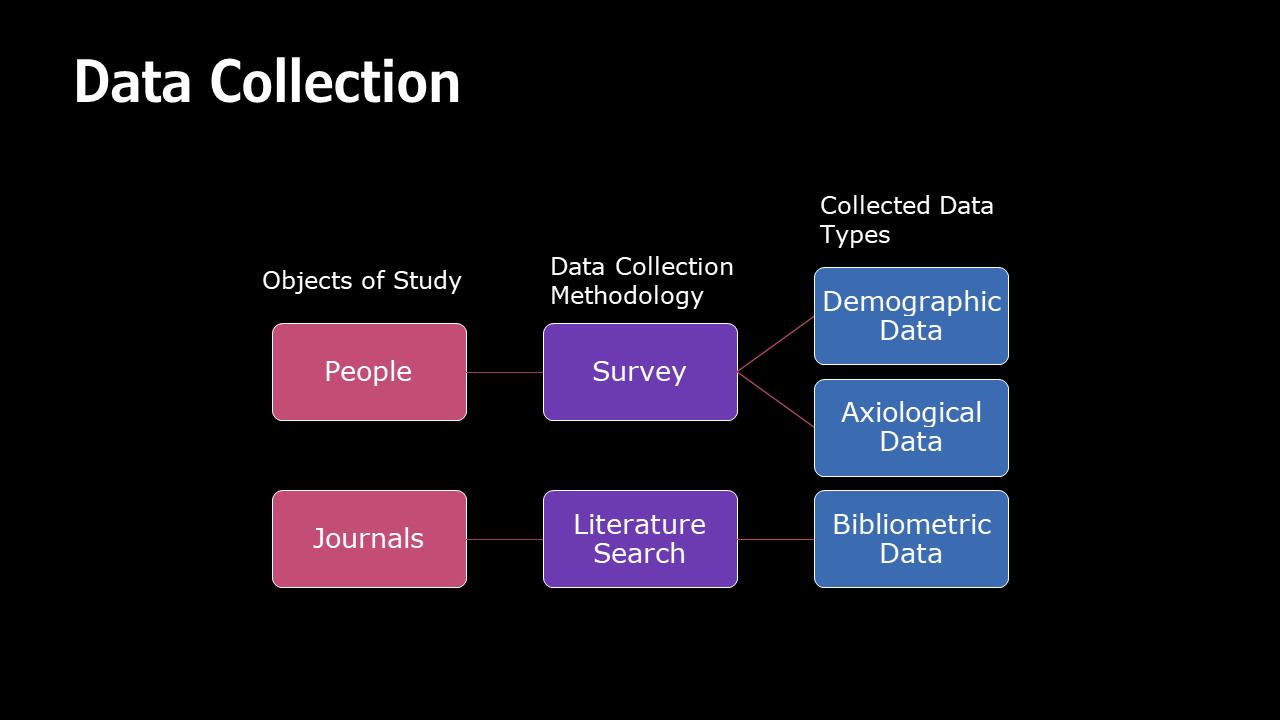 Data Collection
Collected Data
Types
Objects of Study
Data Collection
Methodology
People
Survey
Demographic
Data
Axiological
Data
Journals
Literature
Search
Bibliometric
Data